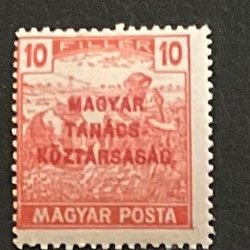 FILLÉR
10 10
MAGYAR
TANÁCS-
KÖZTÁRSASÁG.
MAGYAR POSTA